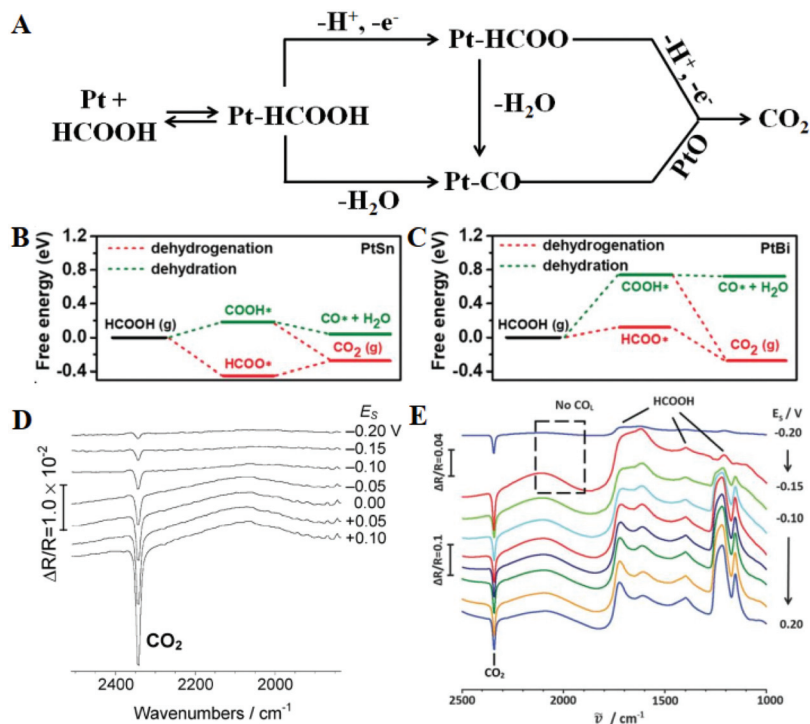 A
-H⁺, -e⁻
Pt-HCOO
-H⁺, -e⁻
Pt +
HCOOH
Pt-HCOOH
-H₂O
CO₂
-H₂O
Pt-CO
PtO
B
Free energy (eV)
1.2
0.8
0.4
0.0
-0.4
dehydrogenation
dehydration
PtSn
HCOOH (g)
COOH*
CO* + H₂O
HCOO*
CO₂ (g)
C
Free energy (eV)
1.2
0.8
0.4
0.0
-0.4
dehydrogenation
dehydration
PtBi
HCOOH (g)
COOH*
CO* + H₂O
HCOO*
CO₂ (g)
D
Eₛ
−0.20 V
−0.15
−0.10
−0.05
0.00
+0.05
+0.10
ΔR/R=1.0 × 10⁻²
CO₂
2400
2200
2000
Wavenumbers / cm⁻¹
E
No CO_L
HCOOH
Eₛ / V
-0.20
-0.15
-0.10
0.20
ΔR/R=0.04
ΔR/R=0.1
CO₂
2500
2000
1500
1000
ṽ / cm⁻¹